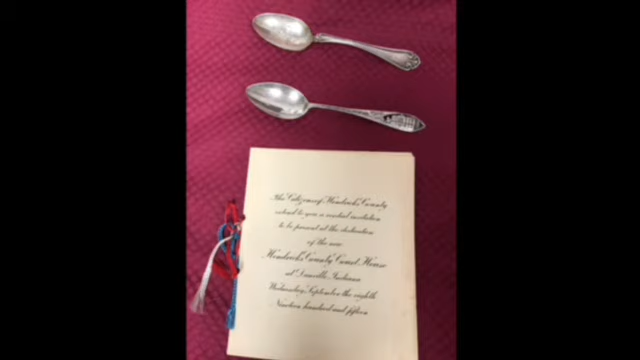 The Citizens of Hendricks County
extend to you a cordial invitation
to be present at the dedication
of the new
Hendricks County Court House
at Danville, Indiana
Wednesday, September the eighth
Nineteen hundred and fifteen